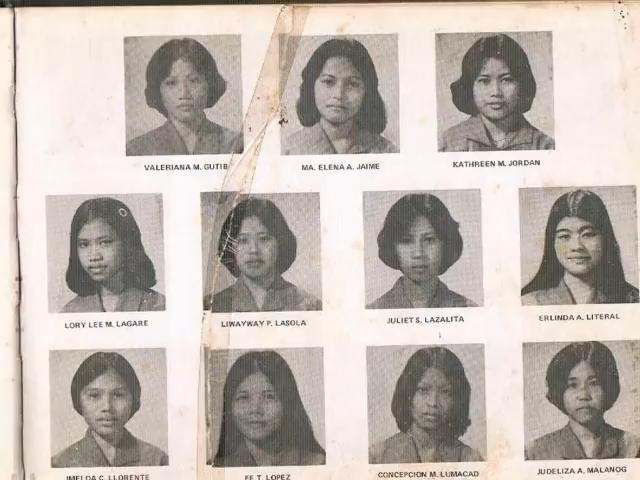 VALERIANA M. GUTIB
MA. ELENA A. JAIME
KATHREEN M. JORDAN
LORY LEE M. LAGARE
LIWAYWAY P. LASOLA
JULIET S. LAZALITA
ERLINDA A. LITERAL
IMELDA C. LLORENTE
FE T. LOPEZ
CONCEPCION M. LUMACAD
JUDELIZA A. MALANOG